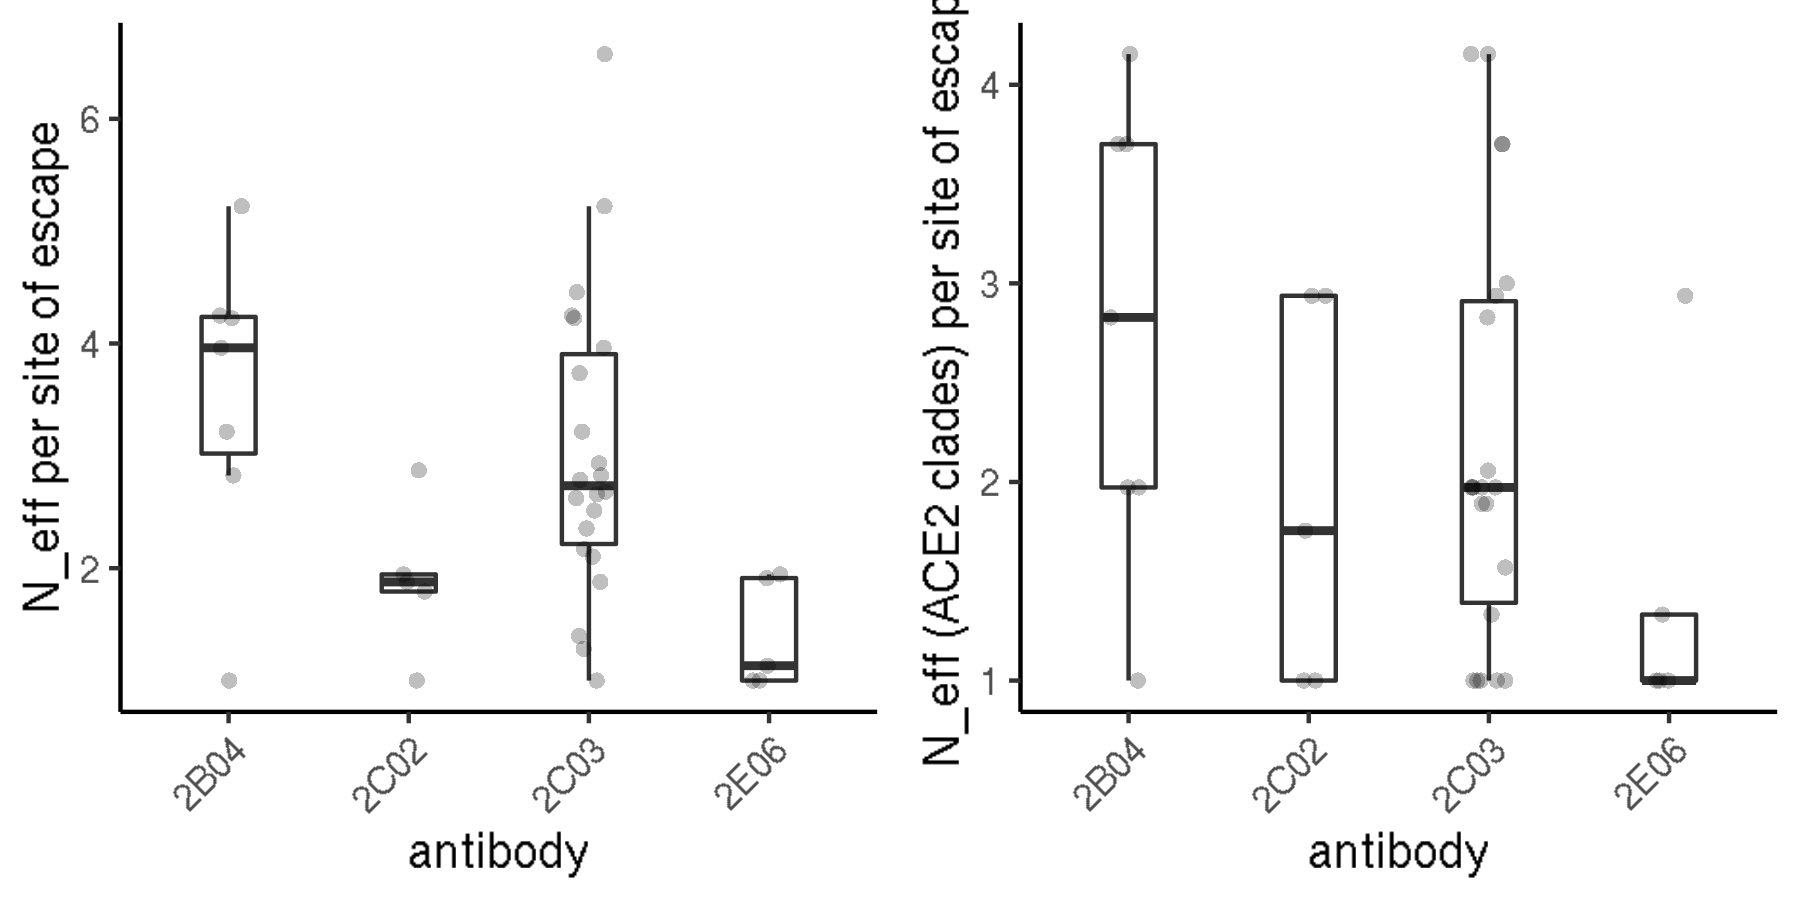 N_eff per site of escape
6
4
2
2B04
2C02
2C03
2E06
antibody
N_eff (ACE2 clades) per site of escap
4
3
2
1
2B04
2C02
2C03
2E06
antibody